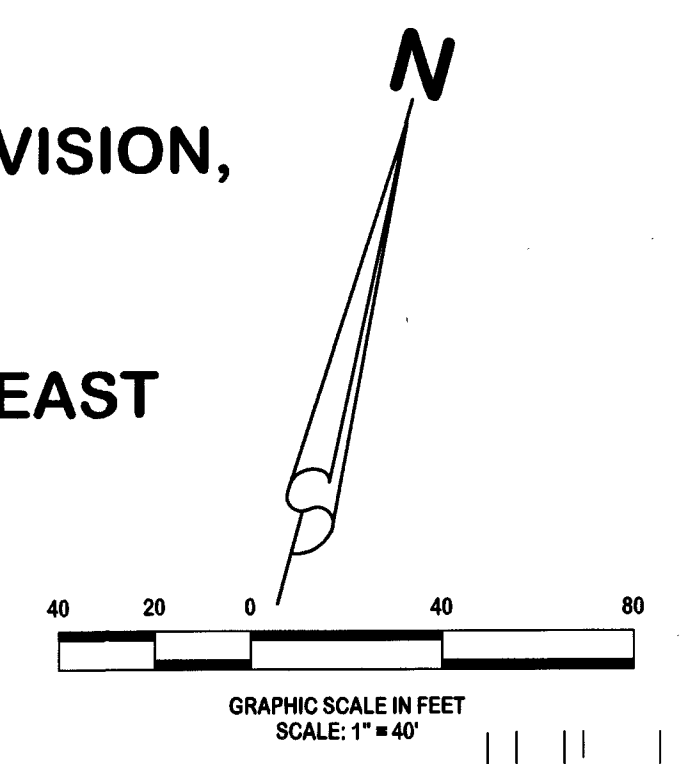 N
VISION,
EAST
40 20 0 40 80
GRAPHIC SCALE IN FEET
SCALE: 1" = 40'